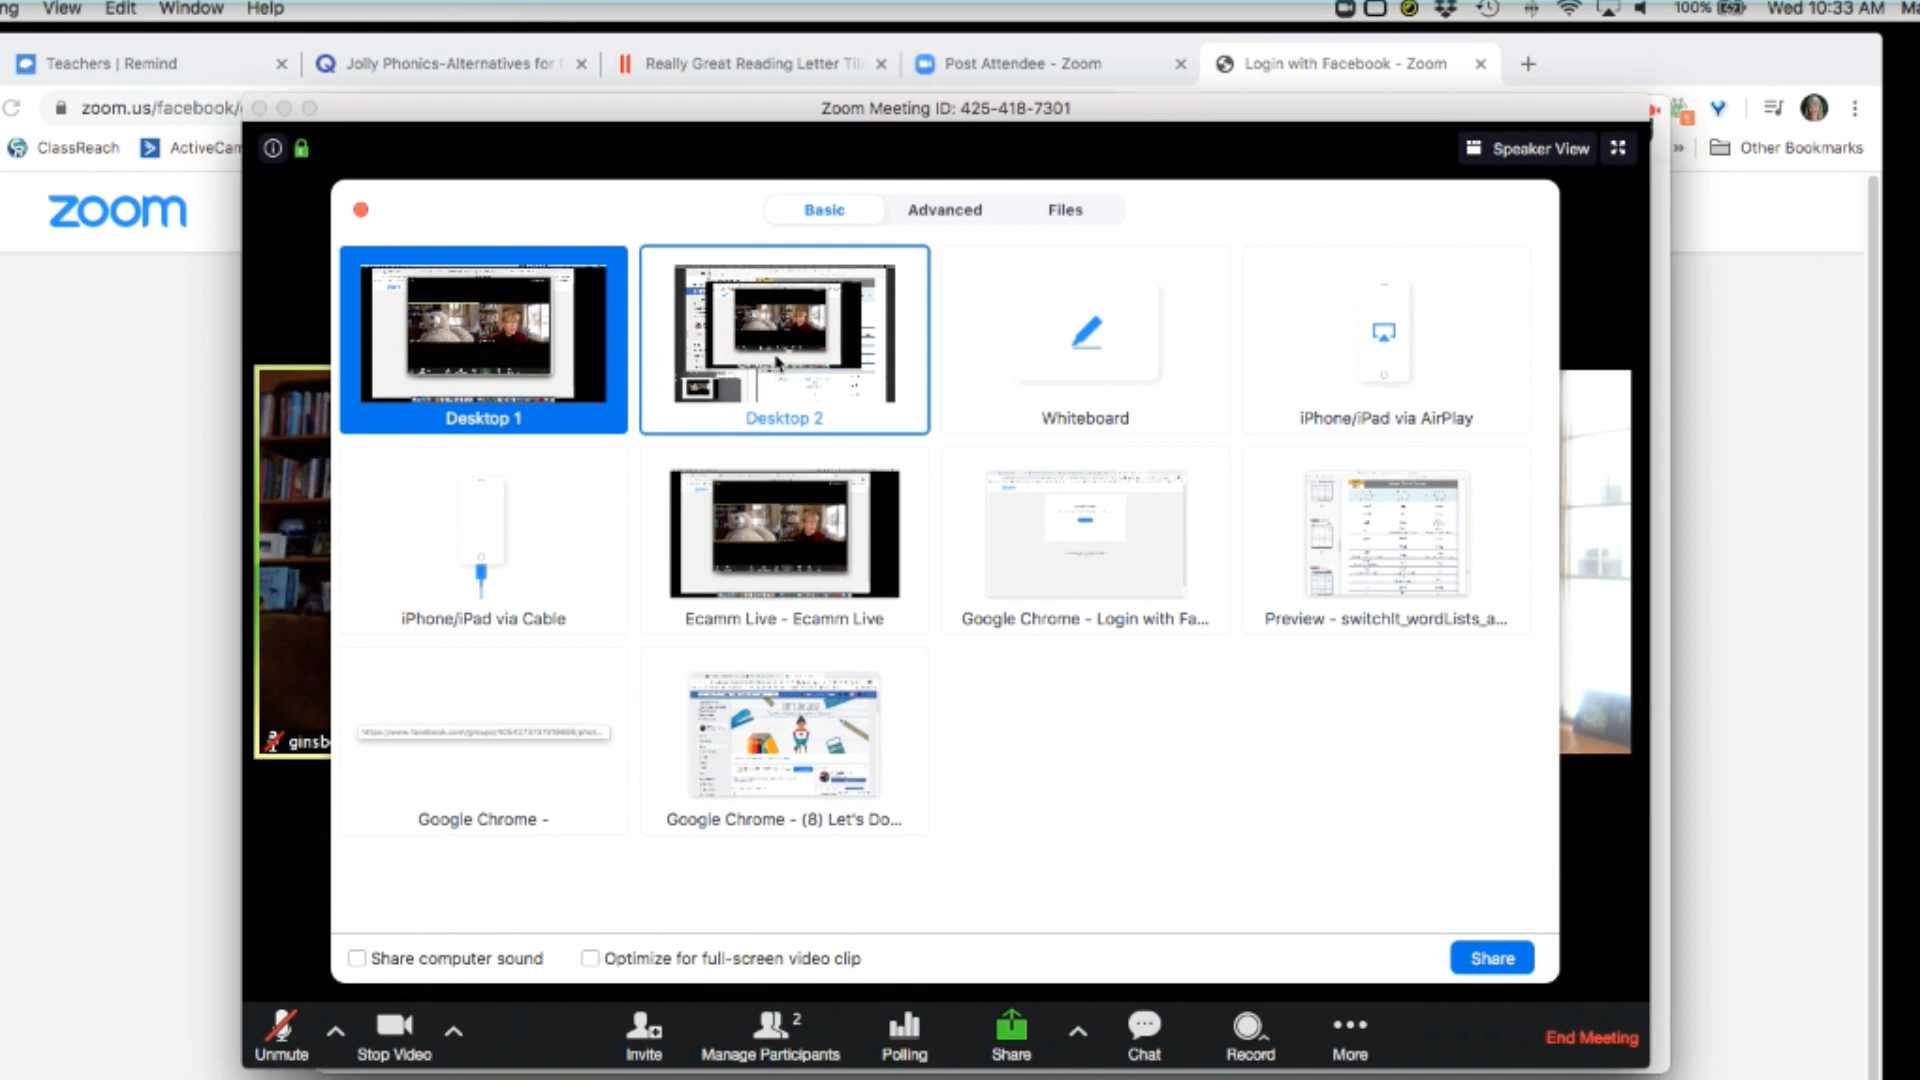 View Edit Window Help 100% Wed 10:33 AM
Teachers | Remind Jolly Phonics-Alternatives for Really Great Reading Letter Post Attendee - Zoom Login with Facebook - Zoom
zoom.us/facebook/ Zoom Meeting ID: 425-418-7301
1
ClassReach Other Bookmarks
Speaker View
zoom
Basic Advanced Files
Desktop 1 Desktop 2 Whiteboard iPhone/iPad via AirPlay
iPhone/iPad via Cable Ecamm Live - Ecamm Live Google Chrome - Login with Fa... Preview - switchIt_wordLists_a...
Google Chrome - Google Chrome - (8) Let's Do...
Share computer sound Optimize for full-screen video clip Share
2
Unmute Stop Video Invite Manage Participants Polling Share Chat Record More End Meeting